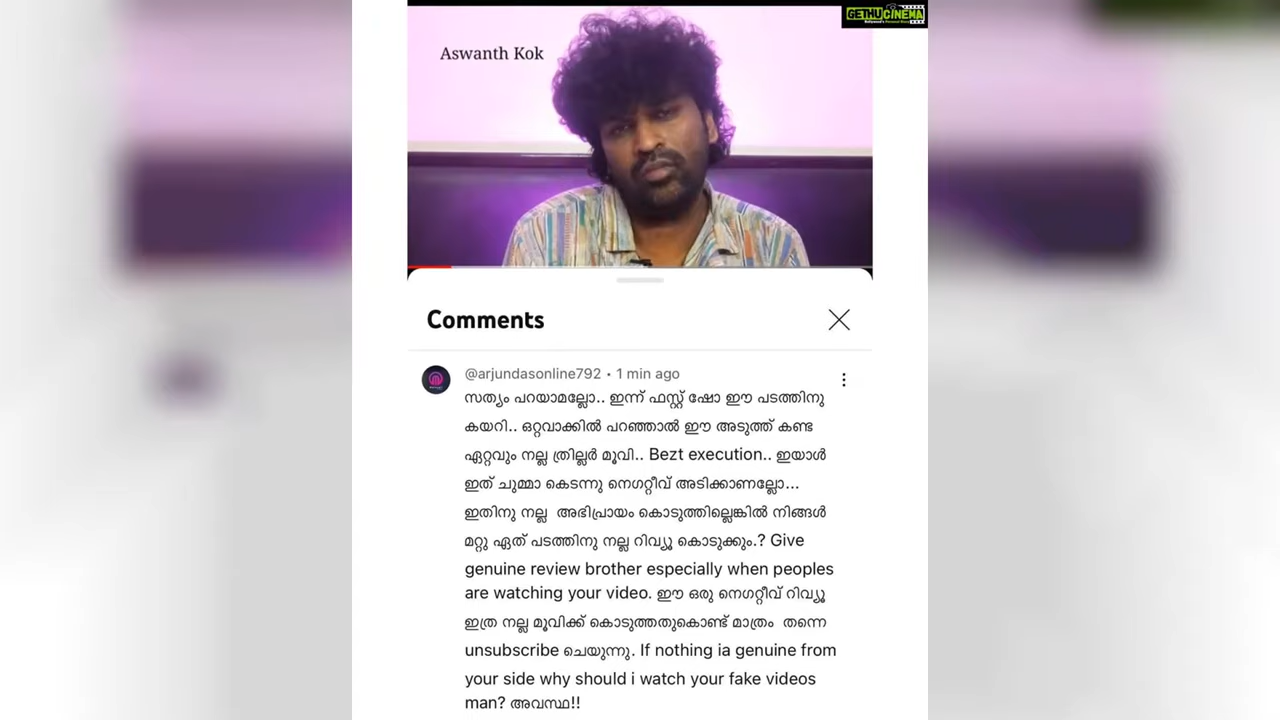 GETHU CINEMA
Aswanth Kok
Comments
@arjundasonline792 • 1 min ago
സത്യം പറയാമല്ലോ.. ഇന്ന് ഫസ്റ്റ് ഷോ ഈ പടത്തിനു
കയറി.. ഒറ്റവാക്കിൽ പറഞ്ഞാൽ ഈ അടുത്ത് കണ്ട
ഏറ്റവും നല്ല ത്രില്ലർ മൂവി.. Bezt execution.. ഇയാൾ
ഇത് ചുമ്മാ കെടന്നു നെഗറ്റീവ് അടിക്കാണല്ലോ...
ഇതിനു നല്ല  അഭിപ്രായം കൊടുത്തില്ലെങ്കിൽ നിങ്ങൾ
മറ്റു ഏത് പടത്തിനു നല്ല റിവ്യൂ കൊടുക്കും.? Give
genuine review brother especially when peoples
are watching your video. ഈ ഒരു നെഗറ്റീവ് റിവ്യൂ
ഇത്ര നല്ല മൂവിക്ക് കൊടുത്തതുകൊണ്ട് മാത്രം  തന്നെ
unsubscribe ചെയുന്നു. If nothing ia genuine from
your side why should i watch your fake videos
man? അവസ്ഥ!!